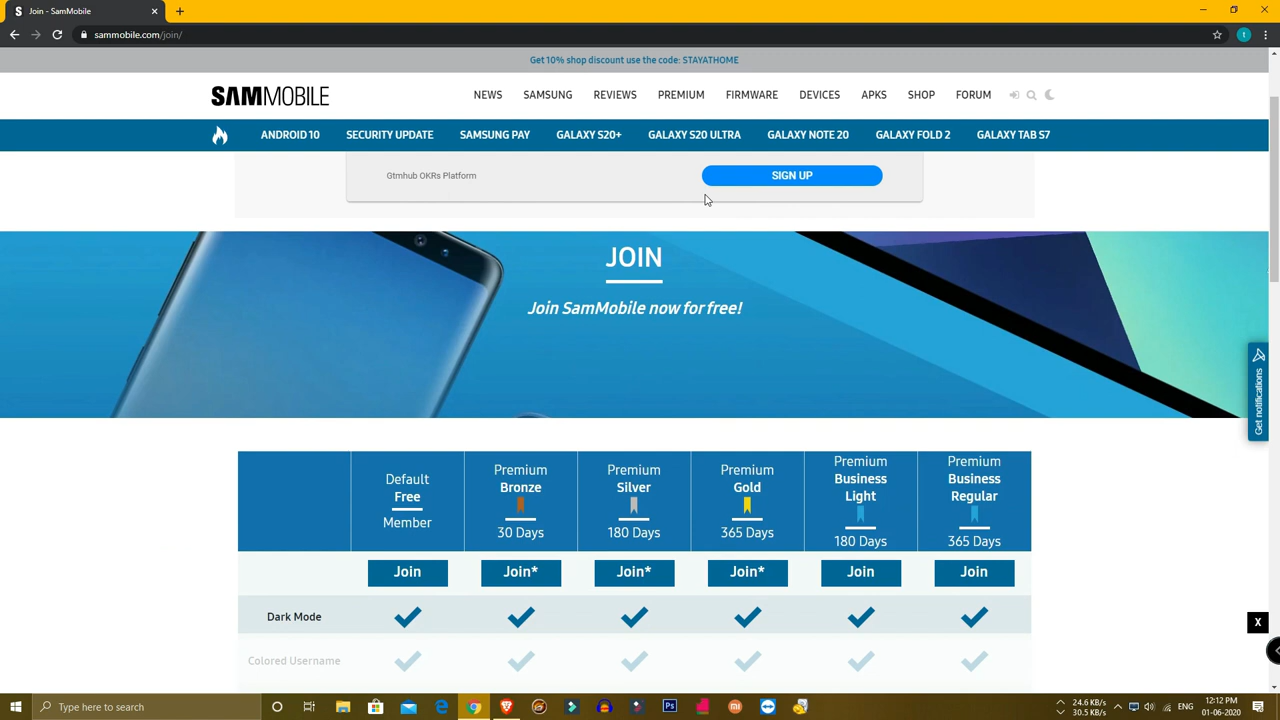 Join - SamMobile
sammobile.com/join/
Get 10% shop discount use the code: STAYATHOME
SAMMOBILE
NEWS SAMSUNG REVIEWS PREMIUM FIRMWARE DEVICES APKS SHOP FORUM
ANDROID 10 SECURITY UPDATE SAMSUNG PAY GALAXY S20+ GALAXY S20 ULTRA GALAXY NOTE 20 GALAXY FOLD 2 GALAXY TAB S7
Gtmhub OKRs Platform SIGN UP
JOIN
Join SamMobile now for free!
Get notifications
Default Free Member
Premium Bronze 30 Days
Premium Silver 180 Days
Premium Gold 365 Days
Premium Business Light 180 Days
Premium Business Regular 365 Days
Join Join* Join* Join* Join Join
Dark Mode
X
Colored Username
Type here to search
24.6 KB/s
30.5 KB/s
12:12 PM
01-06-2020